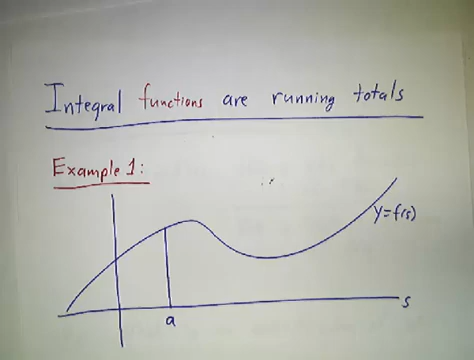 Integral functions are running totals
Example 1:
y=f(s)
s
a